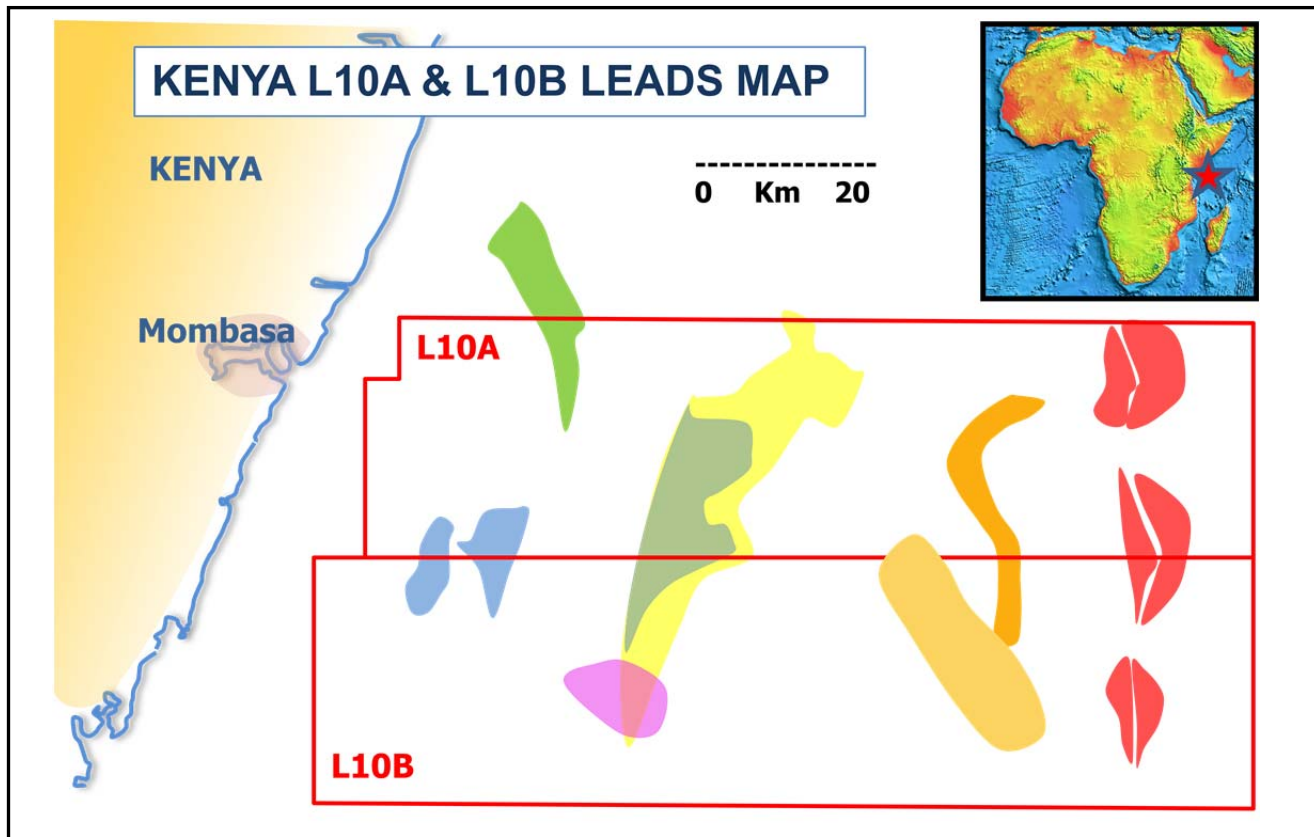 KENYA L10A & L10B LEADS MAP
KENYA
0 Km 20
Mombasa
L10A
L10B